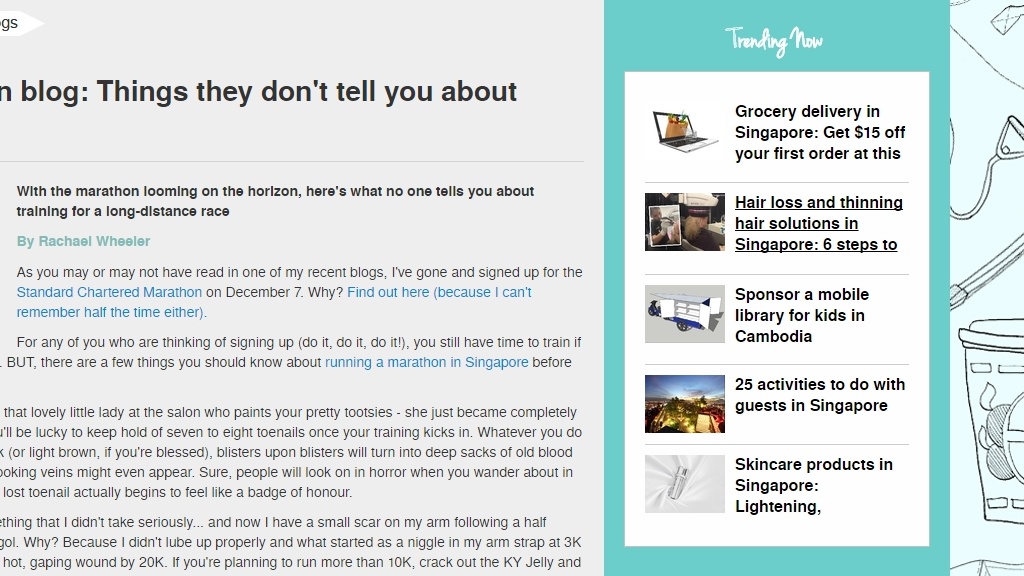 ogs
n blog: Things they don't tell you about
With the marathon looming on the horizon, here's what no one tells you about
training for a long-distance race
By Rachael Wheeler
As you may or may not have read in one of my recent blogs, I've gone and signed up for the
Standard Chartered Marathon on December 7. Why? Find out here (because I can't
remember half the time either).
For any of you who are thinking of signing up (do it, do it, do it!), you still have time to train if
. BUT, there are a few things you should know about running a marathon in Singapore before
that lovely little lady at the salon who paints your pretty tootsies - she just became completely
u'll be lucky to keep hold of seven to eight toenails once your training kicks in. Whatever you do
k (or light brown, if you're blessed), blisters upon blisters will turn into deep sacks of old blood
ooking veins might even appear. Sure, people will look on in horror when you wander about in
lost toenail actually begins to feel like a badge of honour.
ething that I didn't take seriously... and now I have a small scar on my arm following a half
gol. Why? Because I didn't lube up properly and what started as a niggle in my arm strap at 3K
hot, gaping wound by 20K. If you're planning to run more than 10K, crack out the KY Jelly and
Trending Now
Grocery delivery in
Singapore: Get $15 off
your first order at this
Hair loss and thinning
hair solutions in
Singapore: 6 steps to
Sponsor a mobile
library for kids in
Cambodia
25 activities to do with
guests in Singapore
Skincare products in
Singapore:
Lightening,